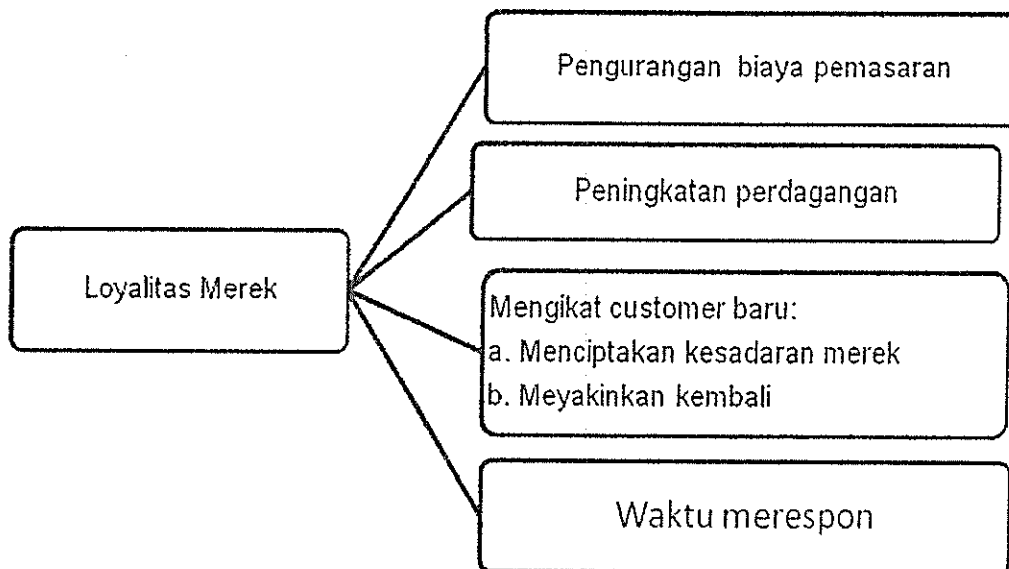 Pengurangan biaya pemasaran
Peningkatan perdagangan
Loyalitas Merek
Mengikat customer baru:
a. Menciptakan kesadaran merek
b. Meyakinkan kembali
Waktu merespon